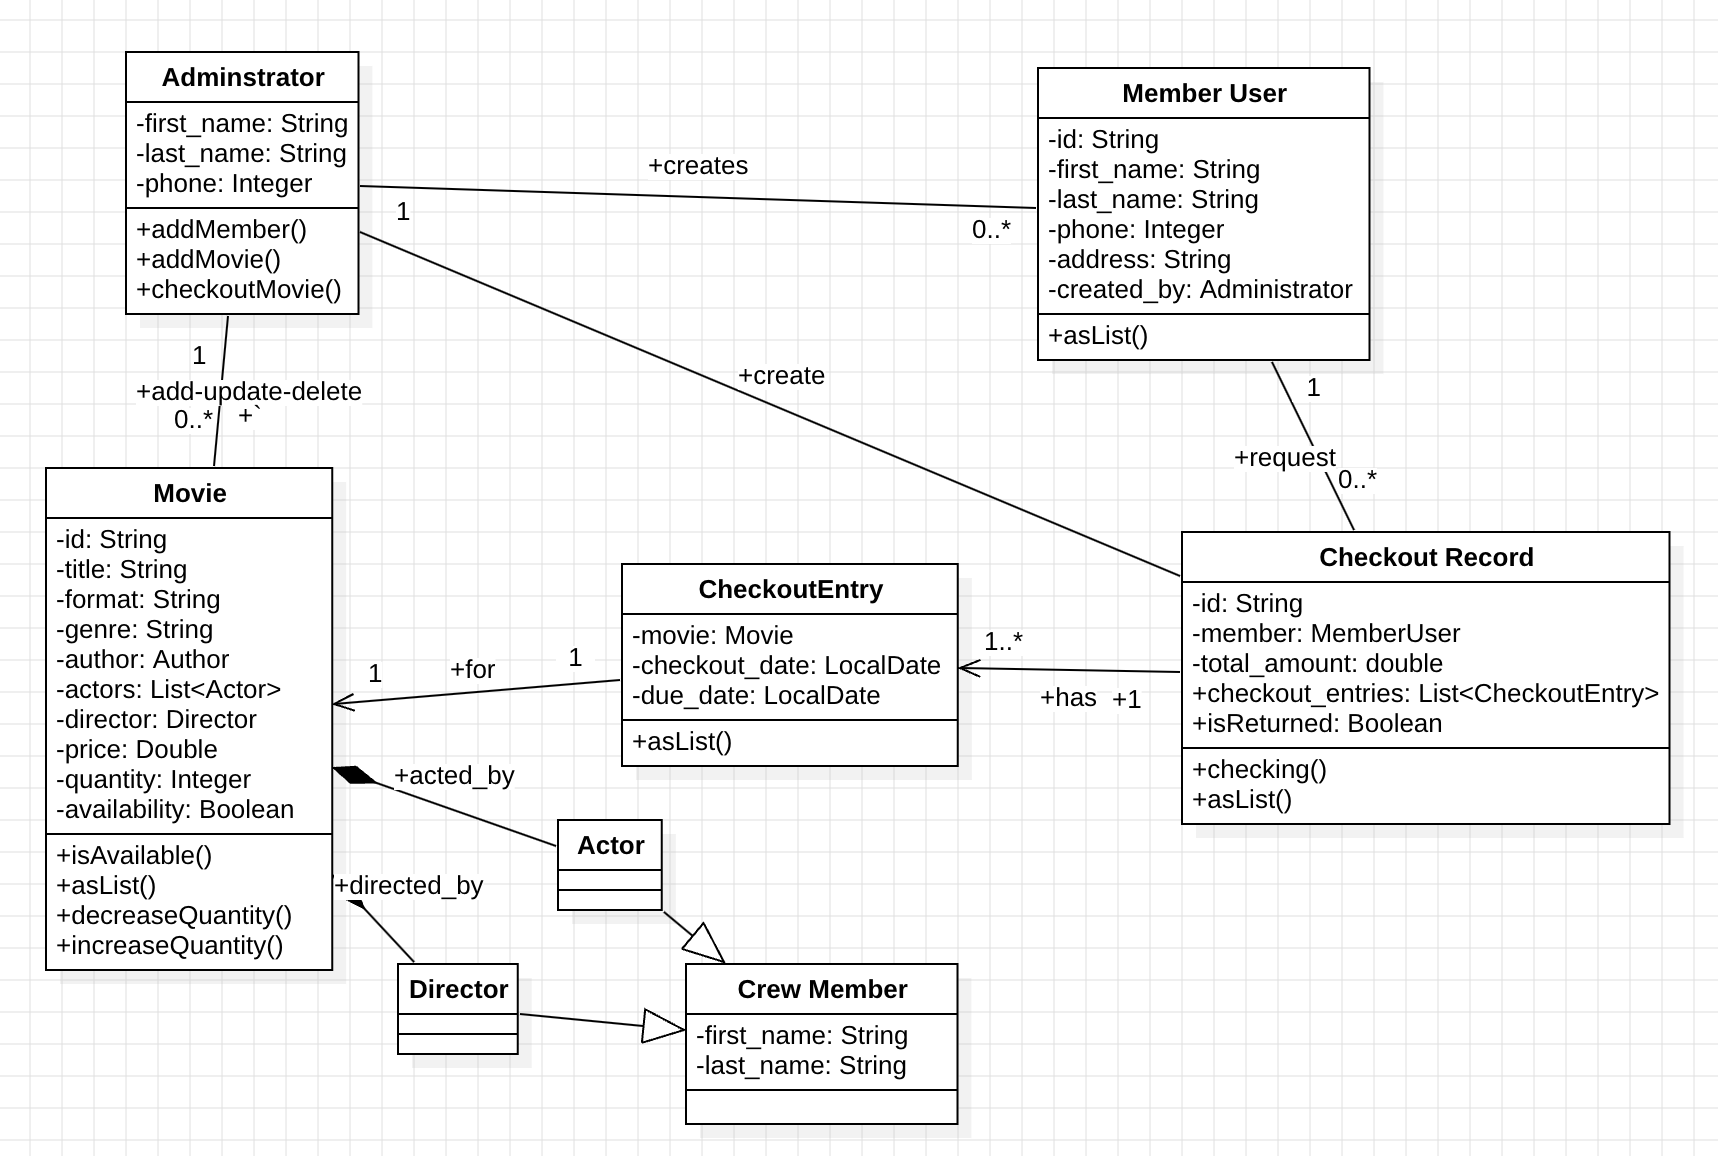 Adminstrator
-first_name: String
-last_name: String
-phone: Integer
+addMember()
+addMovie()
+checkoutMovie()
Member User
-id: String
-first_name: String
-last_name: String
-phone: Integer
-address: String
-created_by: Administrator
+asList()
+creates
1
0..*
+create
1
+add-update-delete
0..*
+`
1
+request
0..*
Movie
-id: String
-title: String
-format: String
-genre: String
-author: Author
-actors: List<Actor>
-director: Director
-price: Double
-quantity: Integer
-availability: Boolean
+isAvailable()
+asList()
+decreaseQuantity()
+increaseQuantity()
1
+for
1
CheckoutEntry
-movie: Movie
-checkout_date: LocalDate
-due_date: LocalDate
+asList()
1..*
+has
+1
Checkout Record
-id: String
-member: MemberUser
-total_amount: double
+checkout_entries: List<CheckoutEntry>
+isReturned: Boolean
+checking()
+asList()
+acted_by
Actor
+directed_by
Director
Crew Member
-first_name: String
-last_name: String